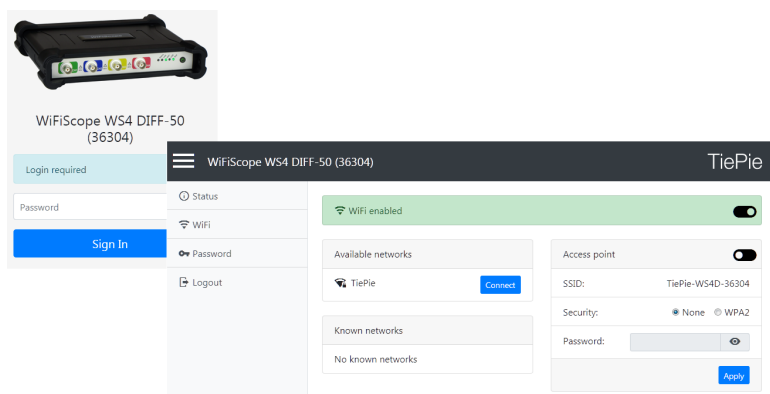 WiFiScope WS4 DIFF-50
(36304)
Login required
Password
Sign In
WiFiScope WS4 DIFF-50 (36304)
TiePie
Status
WiFi
Password
Logout
WiFi enabled
Available networks
TiePie
Connect
Known networks
No known networks
Access point
SSID:
TiePie-WS4D-36304
Security:
None
WPA2
Password:
Apply